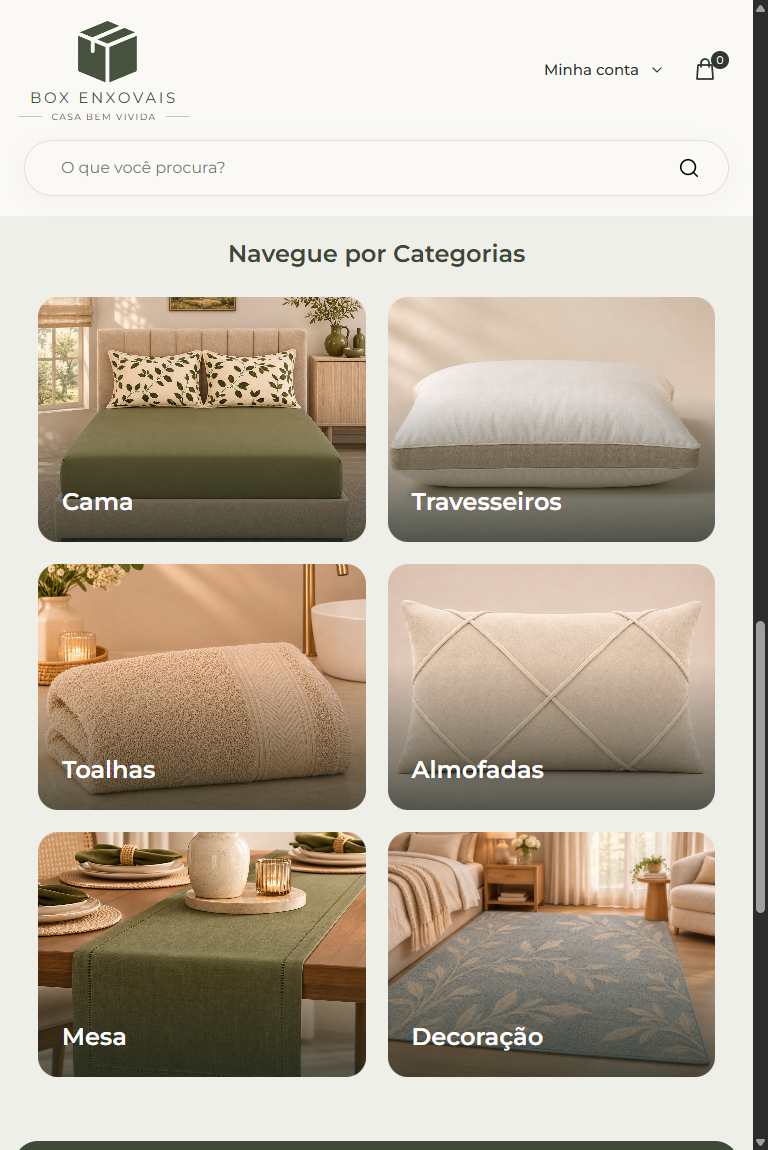 BOX ENXOVAIS
CASA BEM VIVIDA
Minha conta
0
O que você procura?
Navegue por Categorias
Cama
Travesseiros
Toalhas
Almofadas
Mesa
Decoração